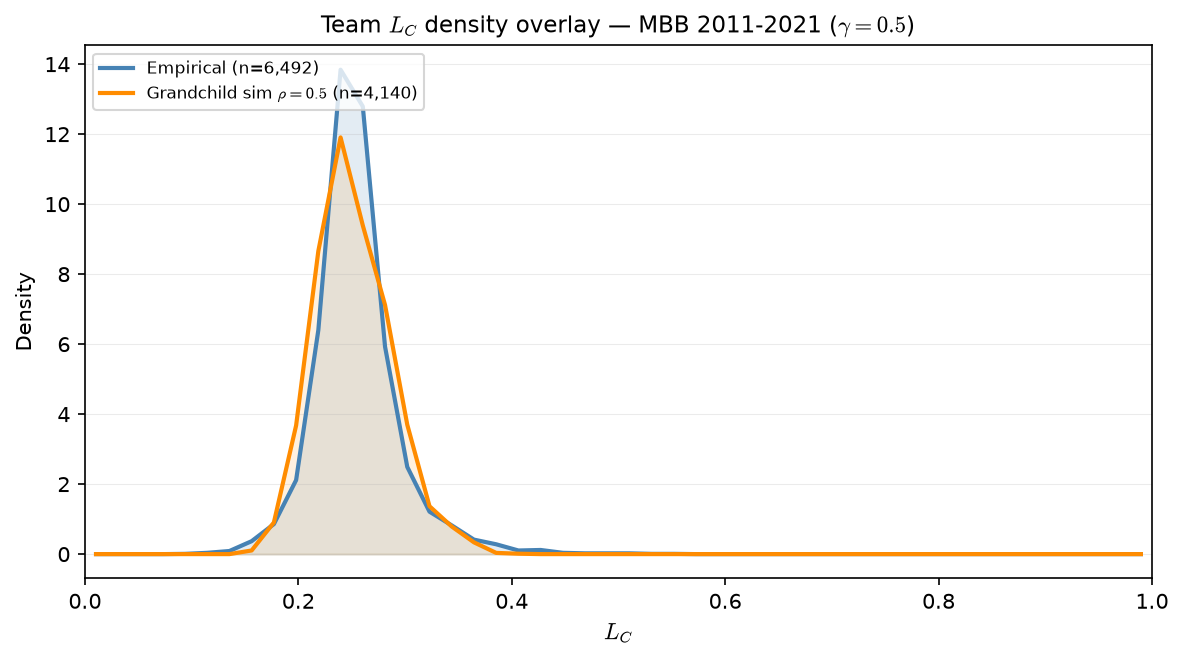 Team L_C density overlay — MBB 2011-2021 (γ = 0.5)
Empirical (n=6,492)
Grandchild sim ρ = 0.5 (n=4,140)
Density
14
12
10
8
6
4
2
0
0.0 0.2 0.4 0.6 0.8 1.0
L_C